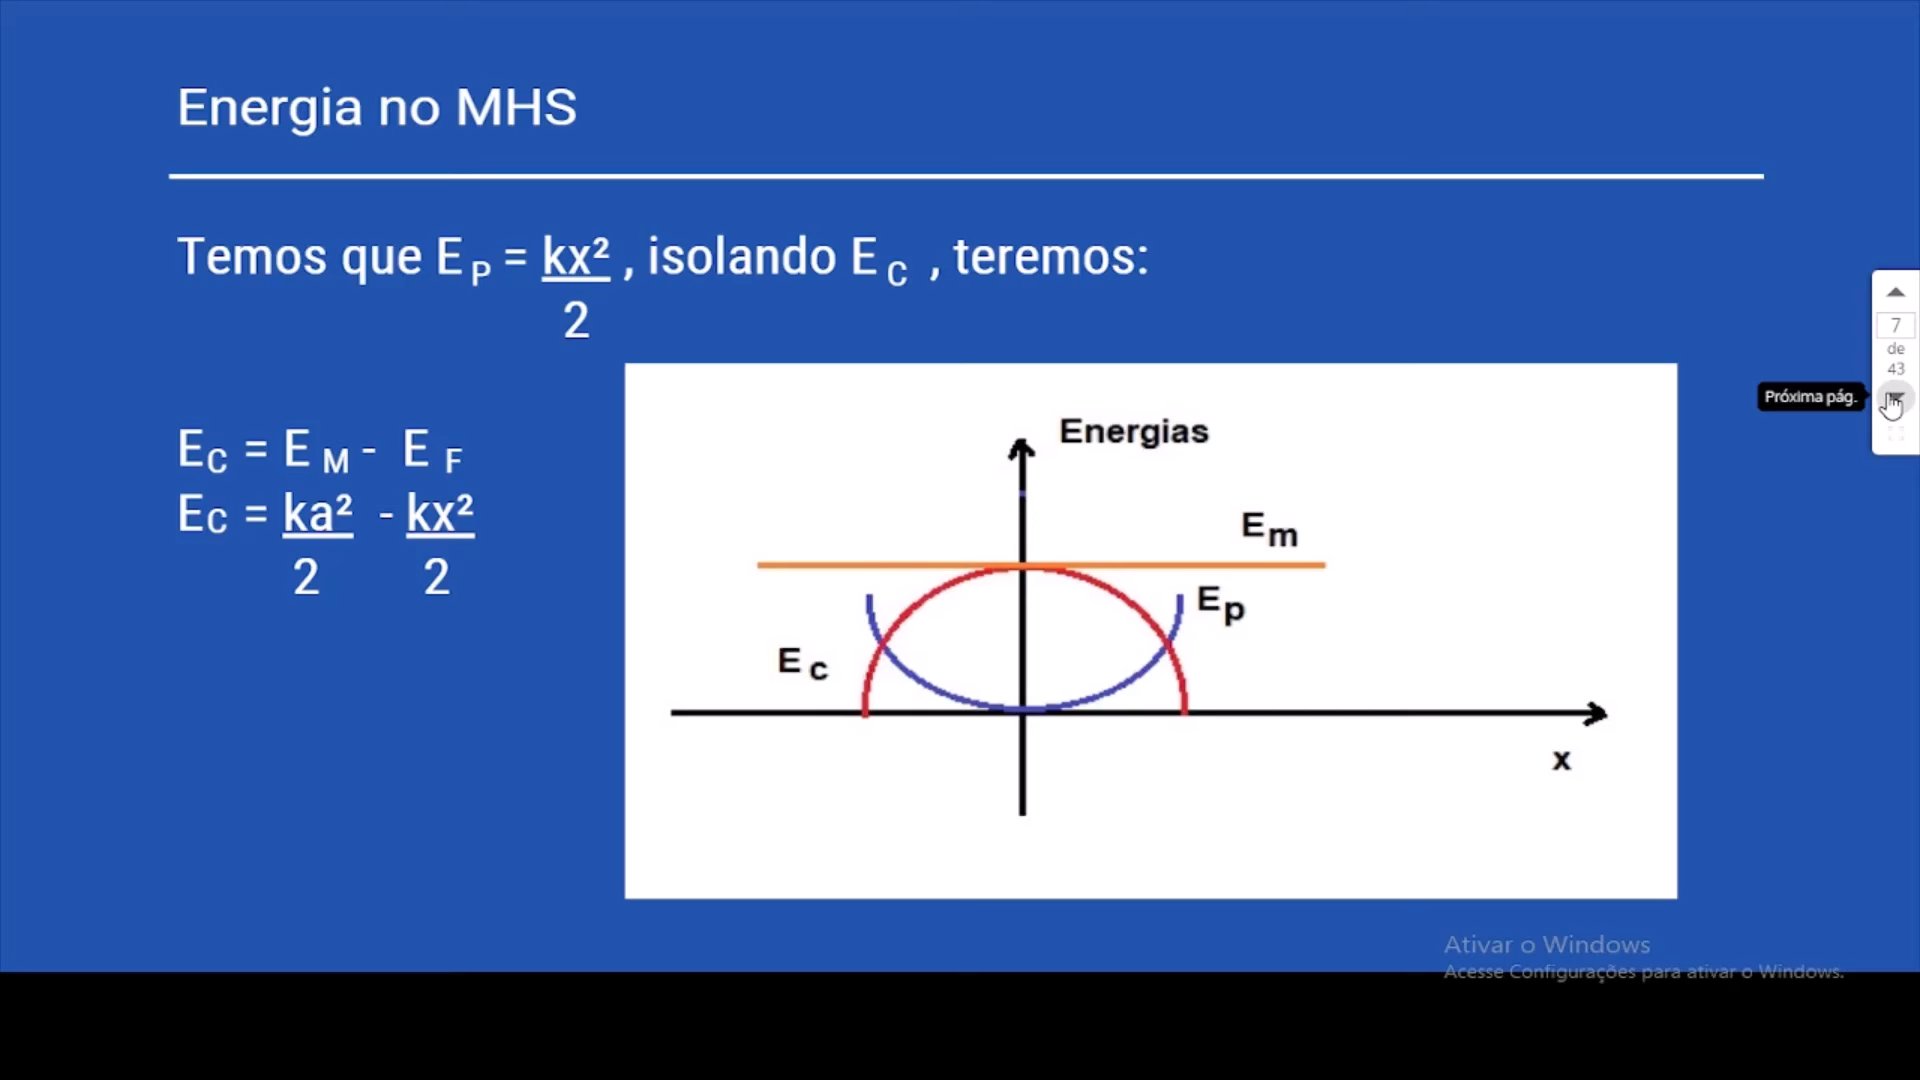 Energia no MHS
Temos que E P = kx² , isolando E C , teremos:
2
EC = E M - E F
EC = ka² - kx²
2 2
Energias
Em
Ep
E c
x
7
de
43
Próxima pág.
Ativar o Windows
Acesse Configurações para ativar o Windows.